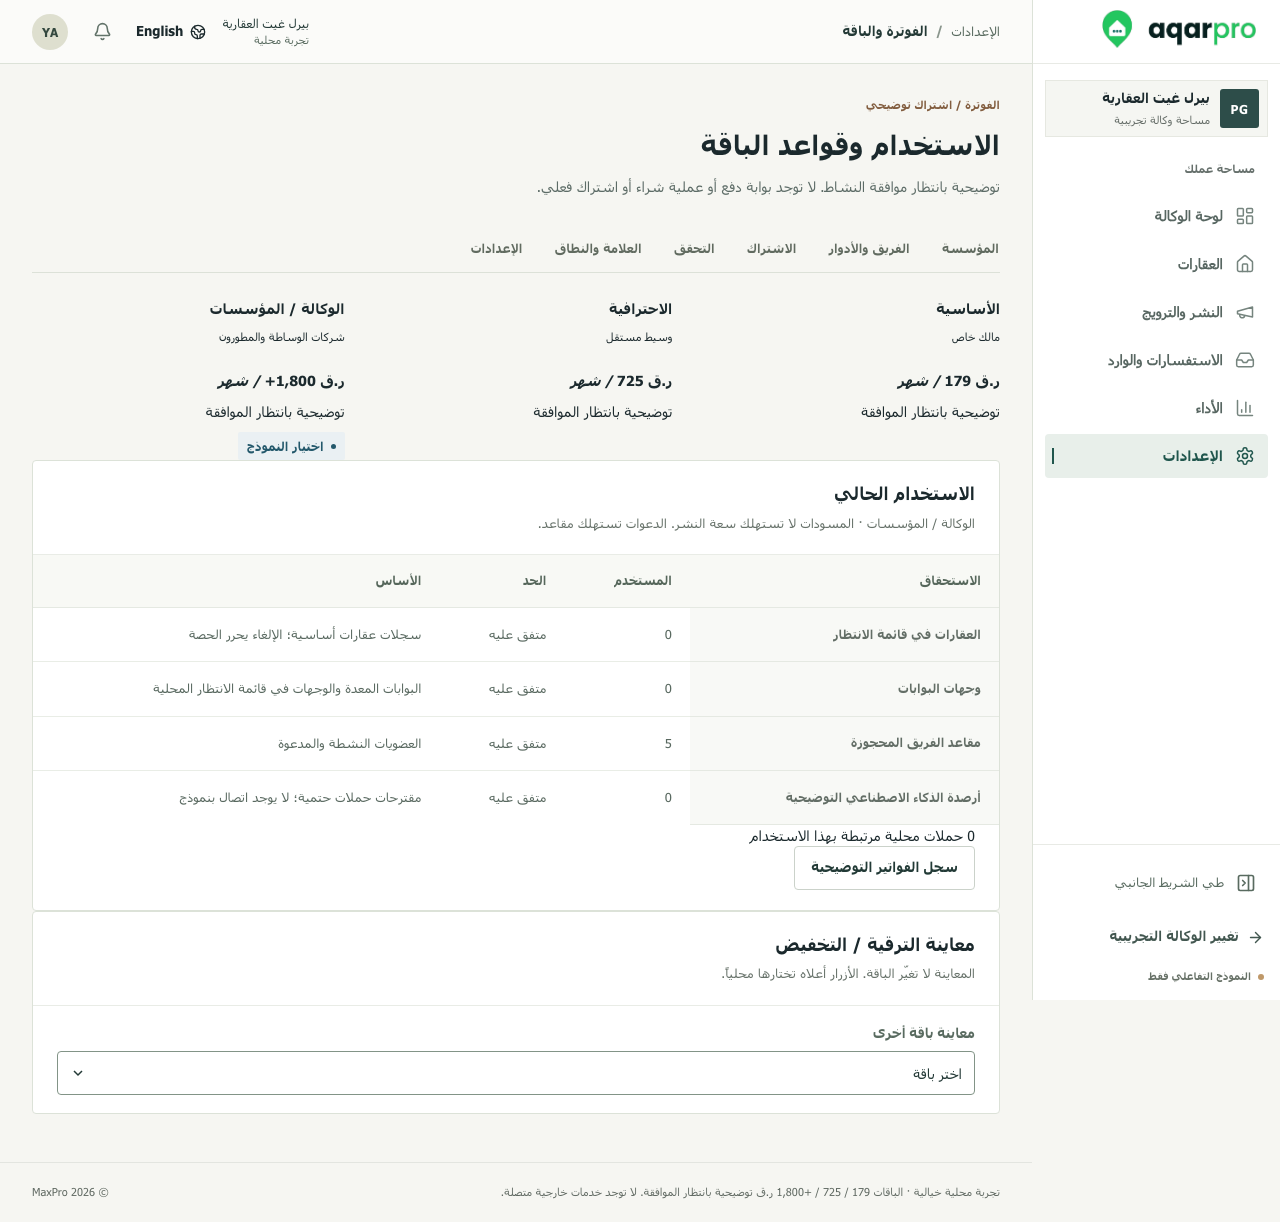 aqarpro
PG
بيرل غيت العقارية
مساحة وكالة تجريبية
مساحة عملك
لوحة الوكالة
العقارات
النشر والترويج
الاستفسارات والوارد
الأداء
الإعدادات
طي الشريط الجانبي
تغيير الوكالة التجريبية
النموذج التفاعلي فقط
الإعدادات / الفوترة والباقة
بيرل غيت العقارية
تجربة محلية
English
YA
الفوترة / اشتراك توضيحي
الاستخدام وقواعد الباقة
توضيحية بانتظار موافقة النشاط. لا توجد بوابة دفع أو عملية شراء أو اشتراك فعلي.
المؤسسة الفريق والأدوار الاشتراك التحقق العلامة والنطاق الإعدادات
الأساسية
مالك خاص
ر.ق 179 / شهر
توضيحية بانتظار الموافقة
الاحترافية
وسيط مستقل
ر.ق 725 / شهر
توضيحية بانتظار الموافقة
الوكالة / المؤسسات
شركات الوساطة والمطورون
ر.ق 1,800+ / شهر
توضيحية بانتظار الموافقة
اختيار النموذج
الاستخدام الحالي
الوكالة / المؤسسات · المسودات لا تستهلك سعة النشر. الدعوات تستهلك مقاعد.
الاستحقاق المستخدم الحد الأساس
العقارات في قائمة الانتظار 0 متفق عليه سجلات عقارات أساسية؛ الإلغاء يحرر الحصة
وجهات البوابات 0 متفق عليه البوابات المعدة والوجهات في قائمة الانتظار المحلية
مقاعد الفريق المحجوزة 5 متفق عليه العضويات النشطة والمدعوة
أرصدة الذكاء الاصطناعي التوضيحية 0 متفق عليه مقترحات حملات حتمية؛ لا يوجد اتصال بنموذج
0 حملات محلية مرتبطة بهذا الاستخدام
سجل الفواتير التوضيحية
معاينة الترقية / التخفيض
المعاينة لا تغيّر الباقة. الأزرار أعلاه تختارها محلياً.
معاينة باقة أخرى
اختر باقة
تجربة محلية خيالية · الباقات 179 / 725 / 1,800+ ر.ق توضيحية بانتظار الموافقة. لا توجد خدمات خارجية متصلة.
© MaxPro 2026